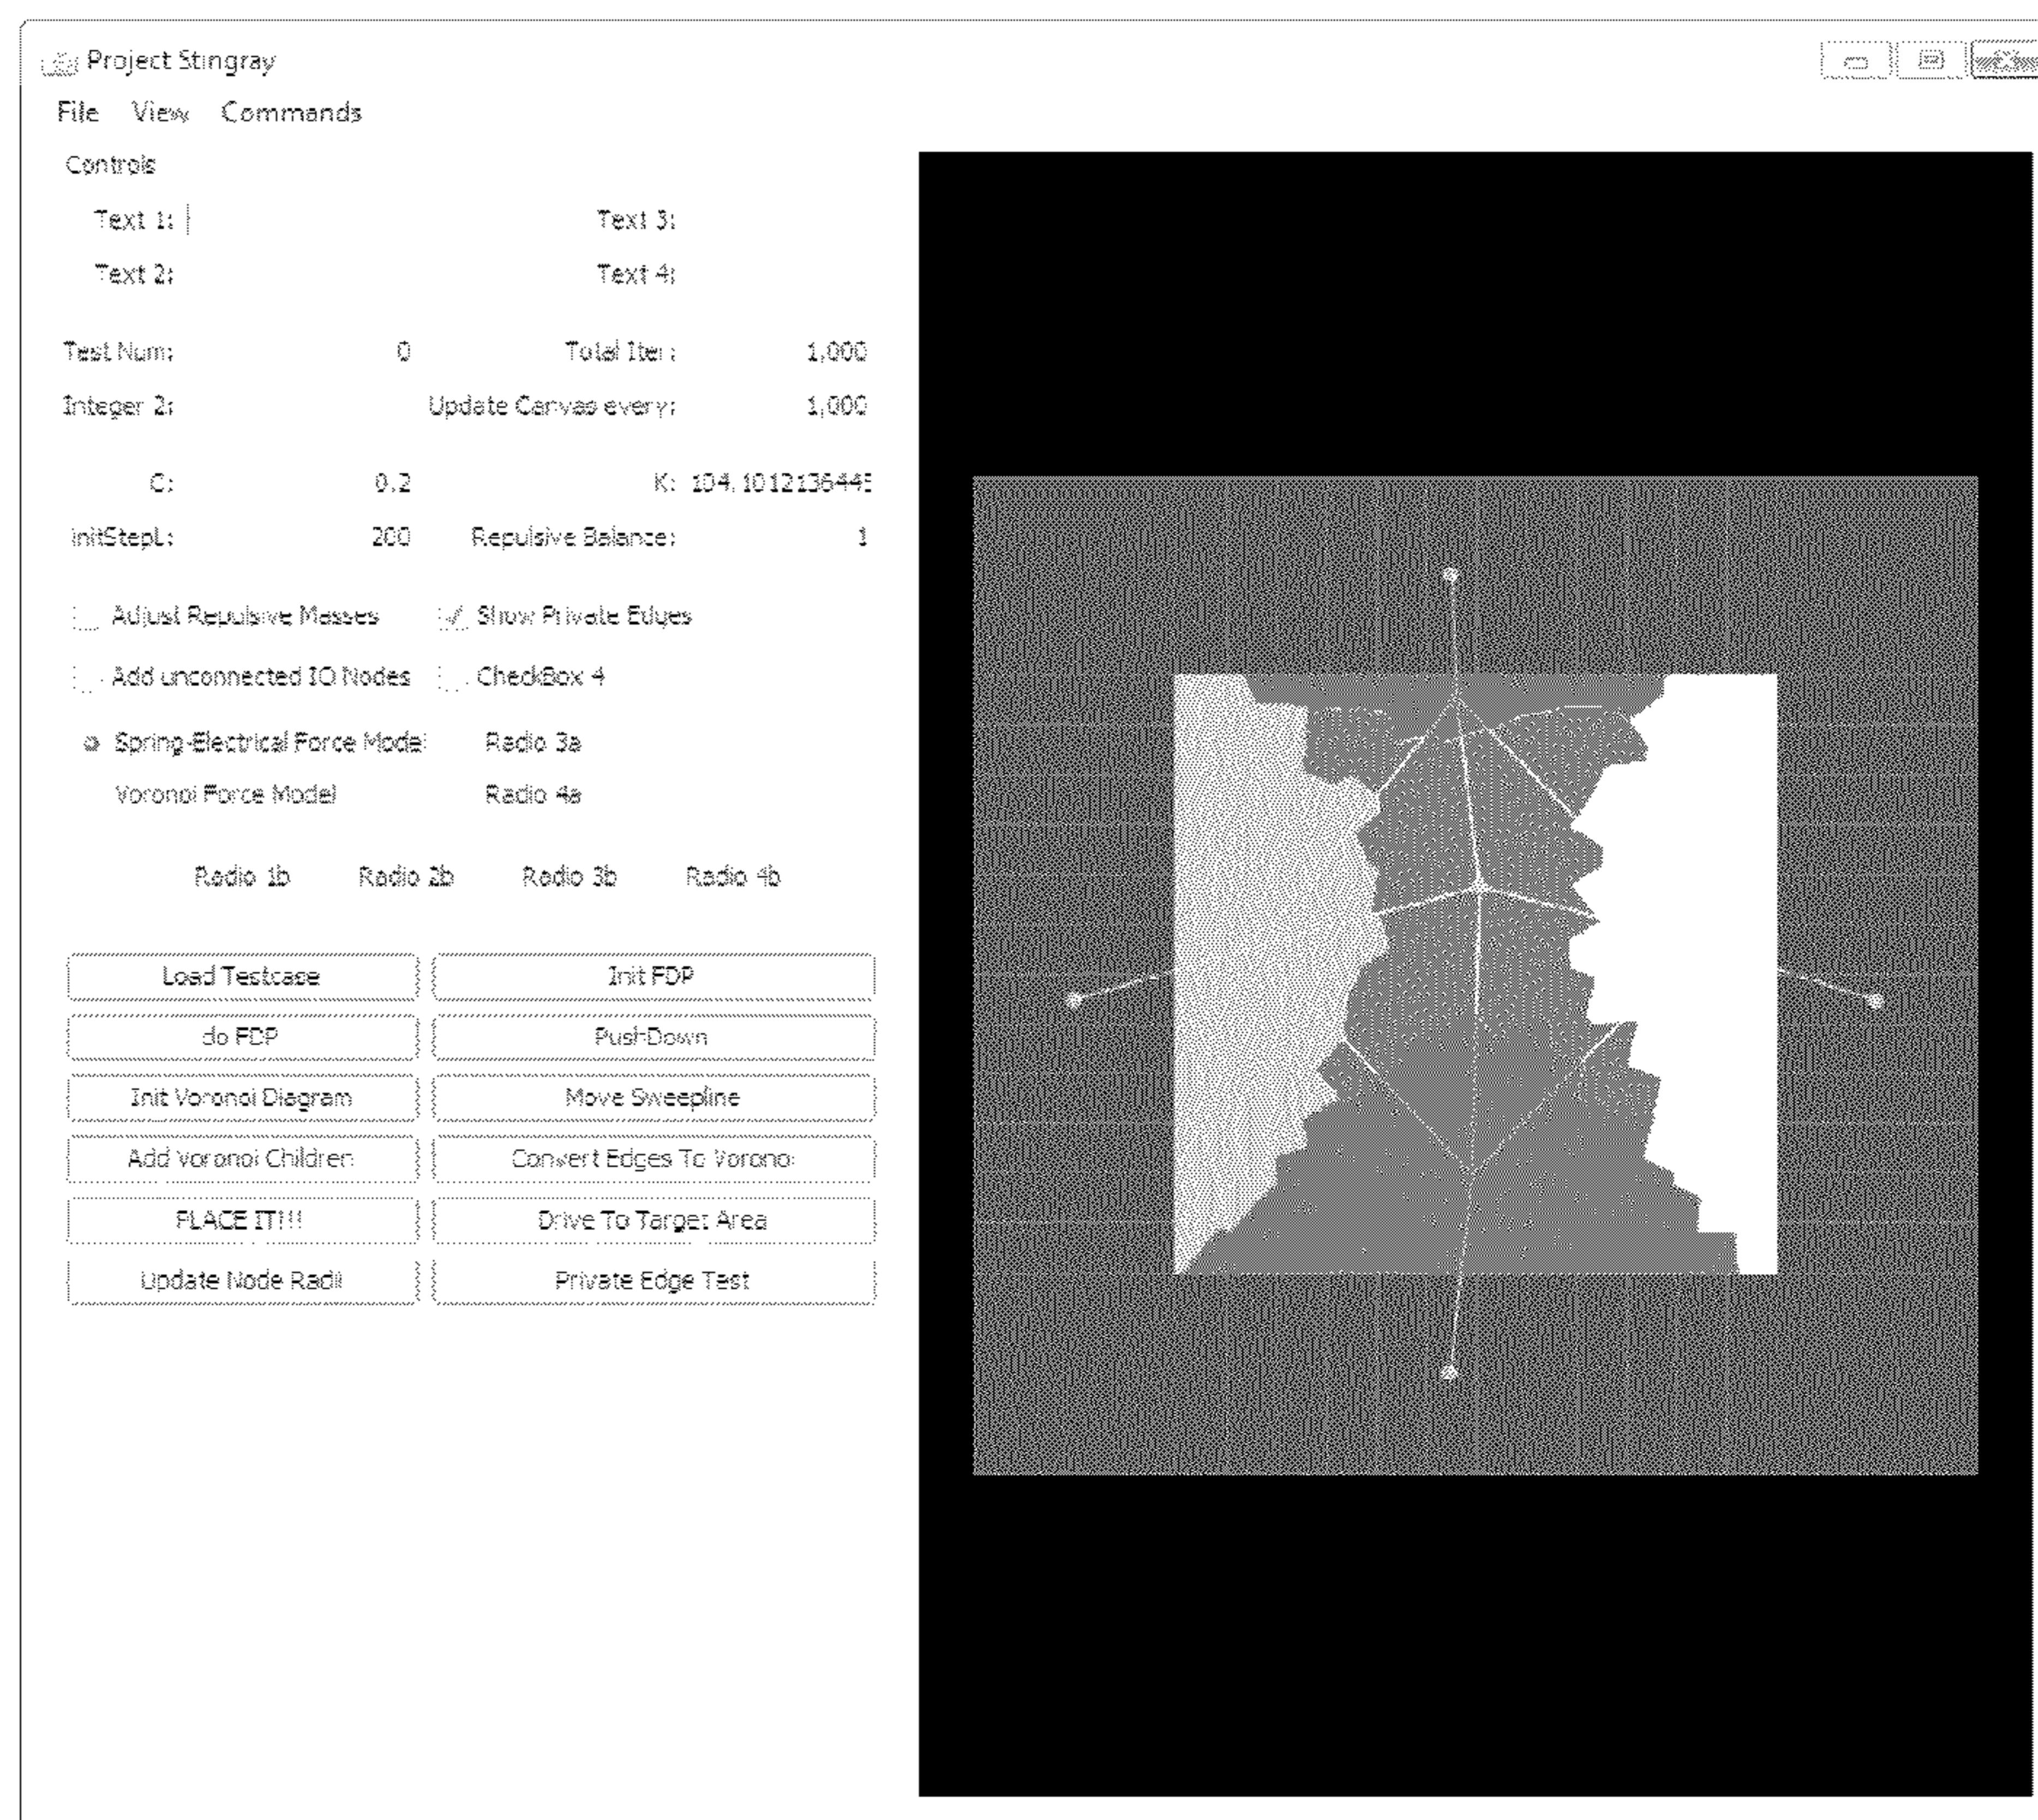 Project Stingray
File View Commands
Controls
Text 1: Text 3:
Text 2: Text 4:
Test Num: 0 Total Iter: 1,000
Integer 2: Update Canvas every: 1,000
C: 0.2 K: 104.1012136445
initStepL: 200 Repulsive Balance: 1
Adjust Repulsive Masses Show Private Edges
Add unconnected IO Nodes CheckBox 4
Spring-Electrical Force Model Radio 3a
Voronoi Force Model Radio 4a
Radio 1b Radio 2b Radio 3b Radio 4b
Load Testcase Init FDP
do FDP PushDown
Init Voronoi Diagram Move Sweepline
Add Voronoi Children Convert Edges To Voronoi
PLACE IT!!! Drive To Target Area
Update Node Radii Private Edge Test